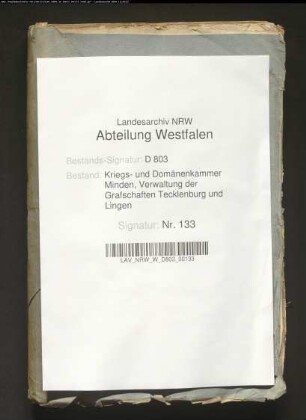 Landesarchiv NRW
Abteilung Westfalen
Bestands-Signatur: D 803
Bestand: Kriegs- und Domänenkammer
Minden, Verwaltung der
Grafschaften Tecklenburg und
Lingen
Signatur: Nr. 133